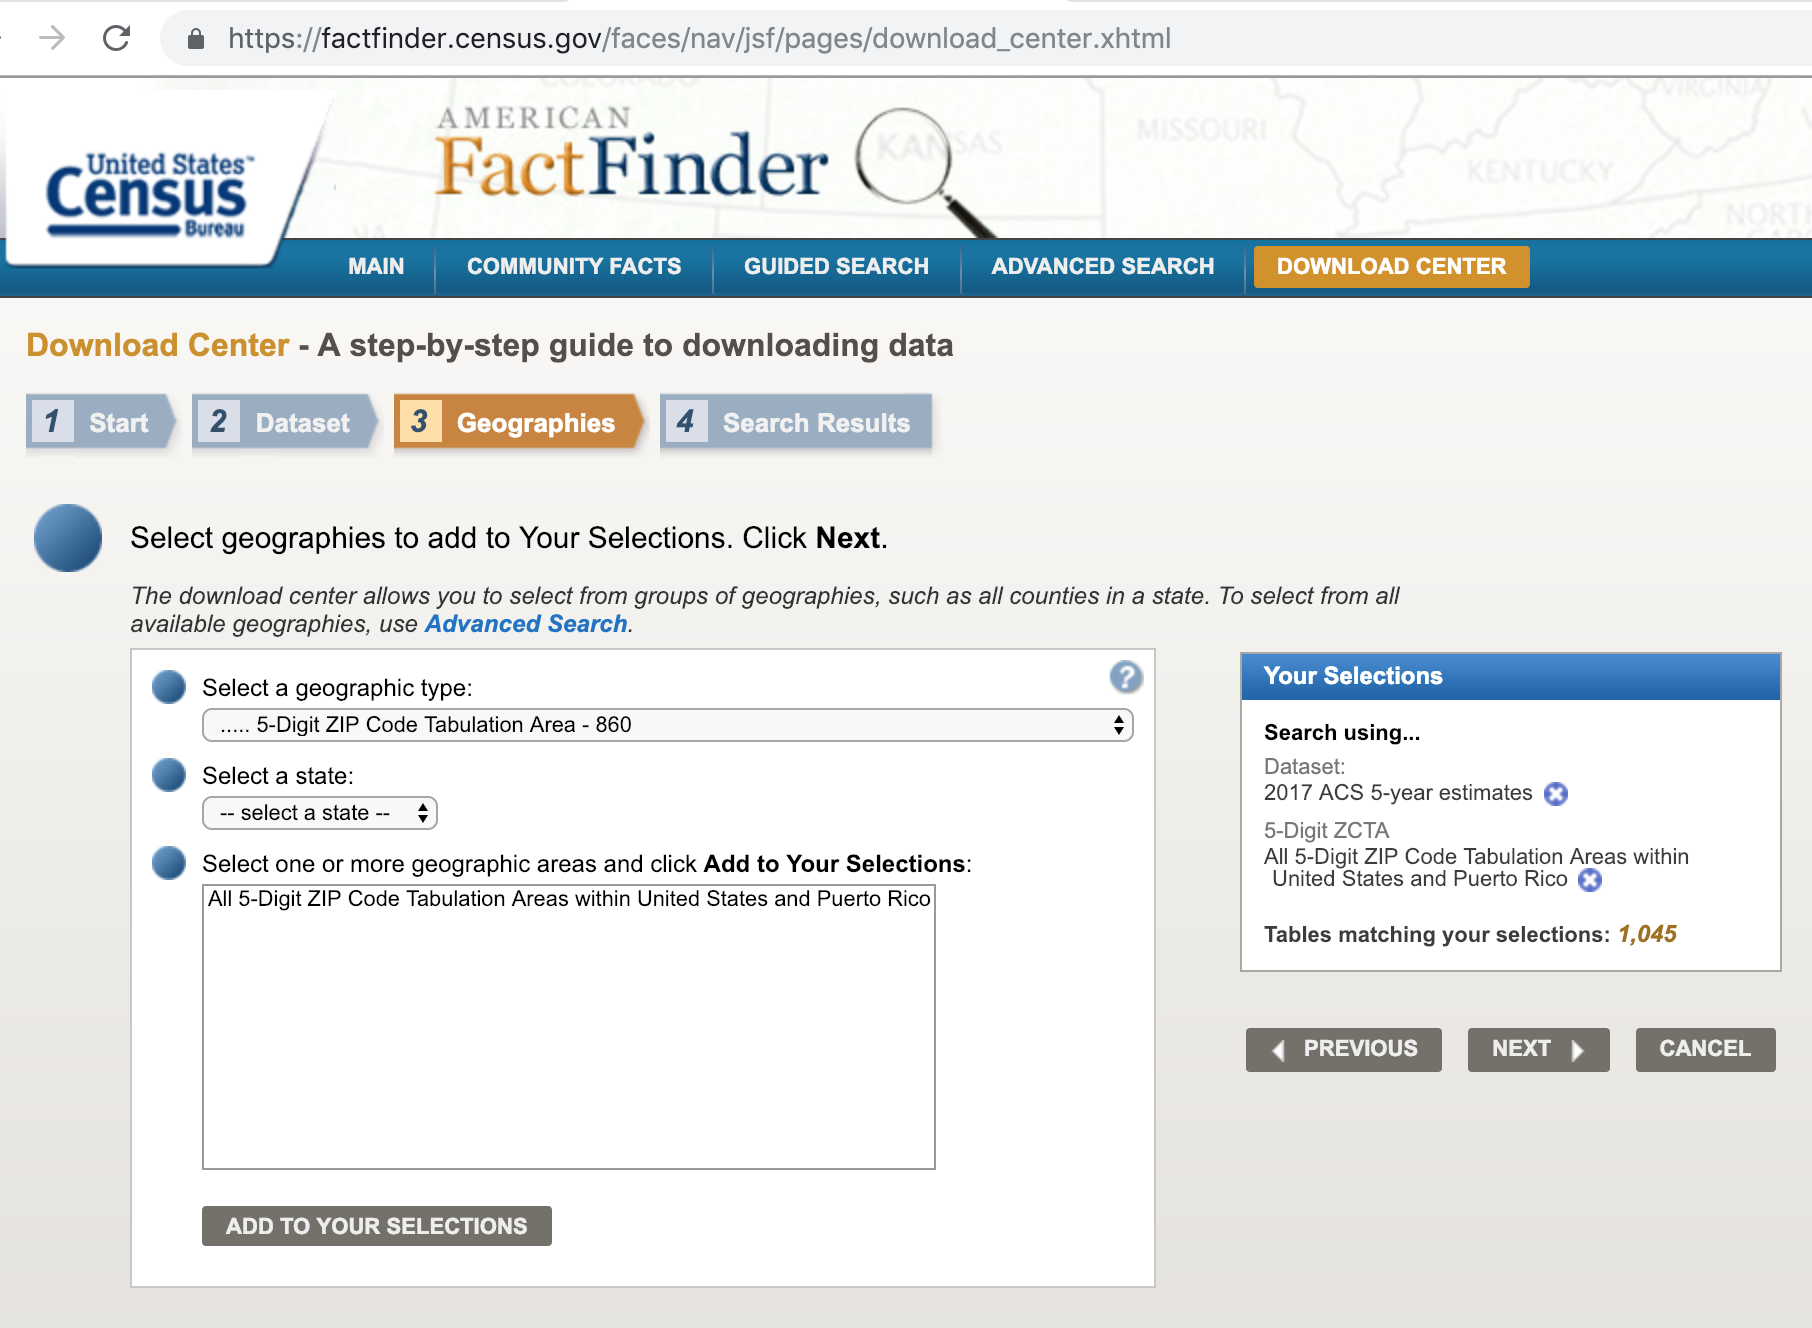 https://factfinder.census.gov/faces/nav/jsf/pages/download_center.xhtml
COLORADO
VIRGINIA
AMERICAN
FactFinder
KANSAS
MISSOURI
KENTUCKY
United States™
Census
Bureau
MAIN
COMMUNITY FACTS
GUIDED SEARCH
ADVANCED SEARCH
DOWNLOAD CENTER
Download Center - A step-by-step guide to downloading data
1 Start
2 Dataset
3 Geographies
4 Search Results
Select geographies to add to Your Selections. Click Next.
The download center allows you to select from groups of geographies, such as all counties in a state. To select from all
available geographies, use Advanced Search.
Select a geographic type:
..... 5-Digit ZIP Code Tabulation Area - 860
Select a state:
-- select a state --
Select one or more geographic areas and click Add to Your Selections:
All 5-Digit ZIP Code Tabulation Areas within United States and Puerto Rico
ADD TO YOUR SELECTIONS
?
Your Selections
Search using...
Dataset:
2017 ACS 5-year estimates
5-Digit ZCTA
All 5-Digit ZIP Code Tabulation Areas within
United States and Puerto Rico
Tables matching your selections: 1,045
PREVIOUS
NEXT
CANCEL